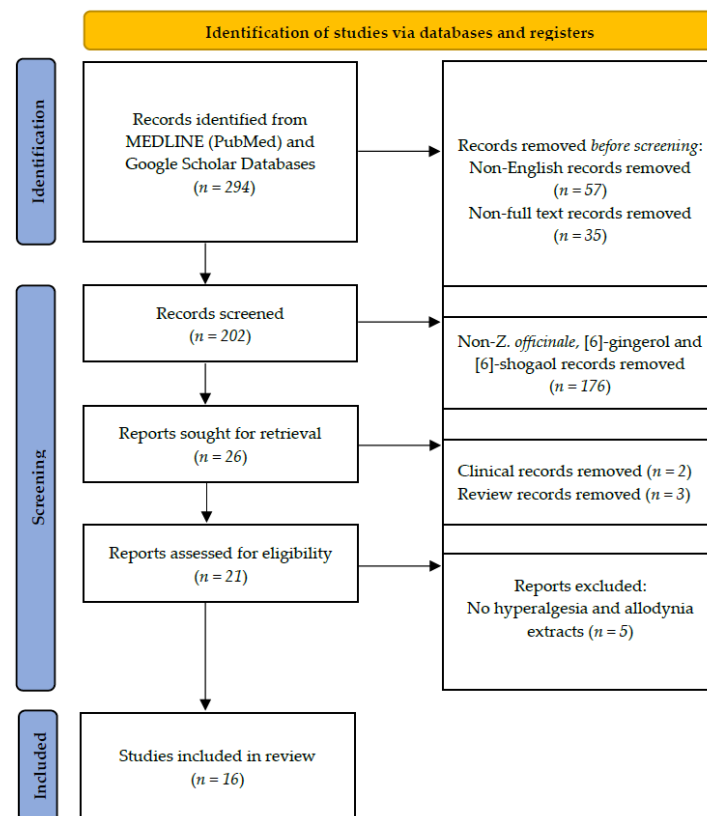 Identification of studies via databases and registers
Identification
Records identified from
MEDLINE (PubMed) and
Google Scholar Databases
(n = 294)
Records removed before screening:
Non-English records removed
(n = 57)
Non-full text records removed
(n = 35)
Screening
Records screened
(n = 202)
Non-Z. officinale, [6]-gingerol and
[6]-shogaol records removed
(n = 176)
Reports sought for retrieval
(n = 26)
Clinical records removed (n = 2)
Review records removed (n = 3)
Reports assessed for eligibility
(n = 21)
Reports excluded:
No hyperalgesia and allodynia
extracts (n = 5)
Included
Studies included in review
(n = 16)